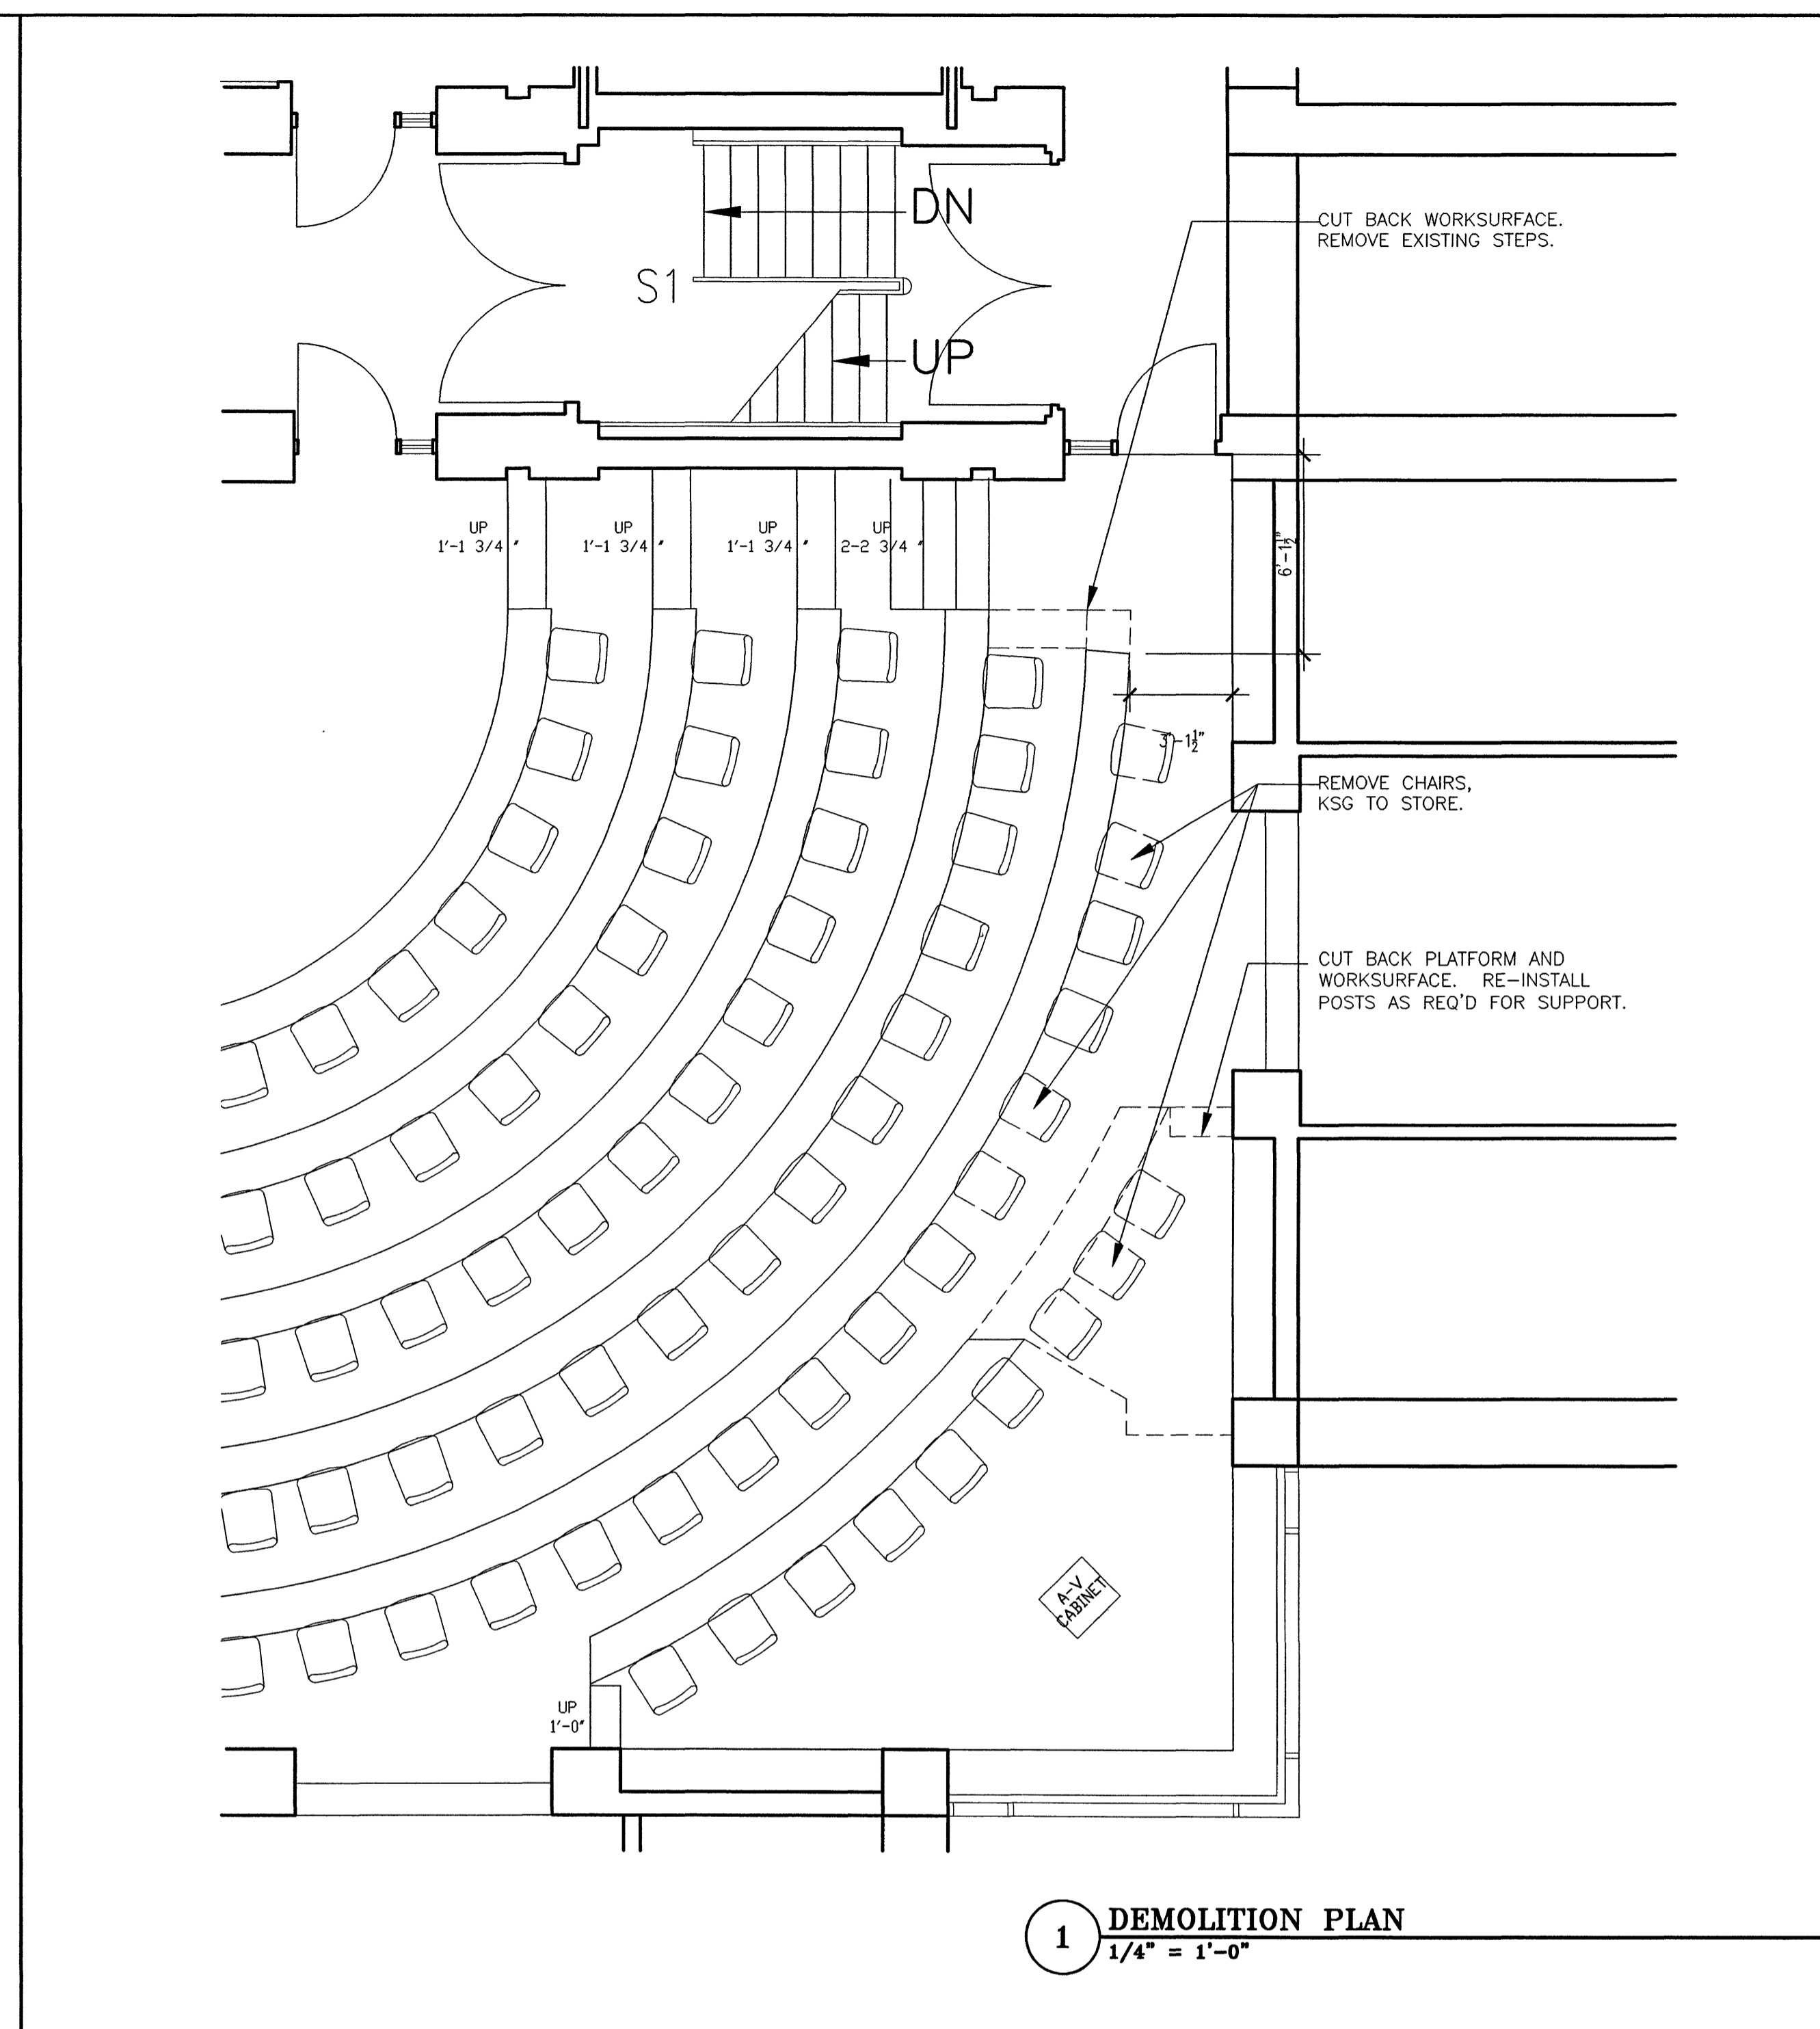 DN
CUT BACK WORKSURFACE.
REMOVE EXISTING STEPS.
S1
UP
UP
1'-1 3/4 "
UP
1'-1 3/4 "
UP
1'-1 3/4 "
UP
2-2 3/4 "
6'-1½"
3'-1½"
REMOVE CHAIRS,
KSG TO STORE.
CUT BACK PLATFORM AND
WORKSURFACE. RE-INSTALL
POSTS AS REQ'D FOR SUPPORT.
A-V
CABINET
UP
1'-0"
1
DEMOLITION PLAN
1/4" = 1'-0"